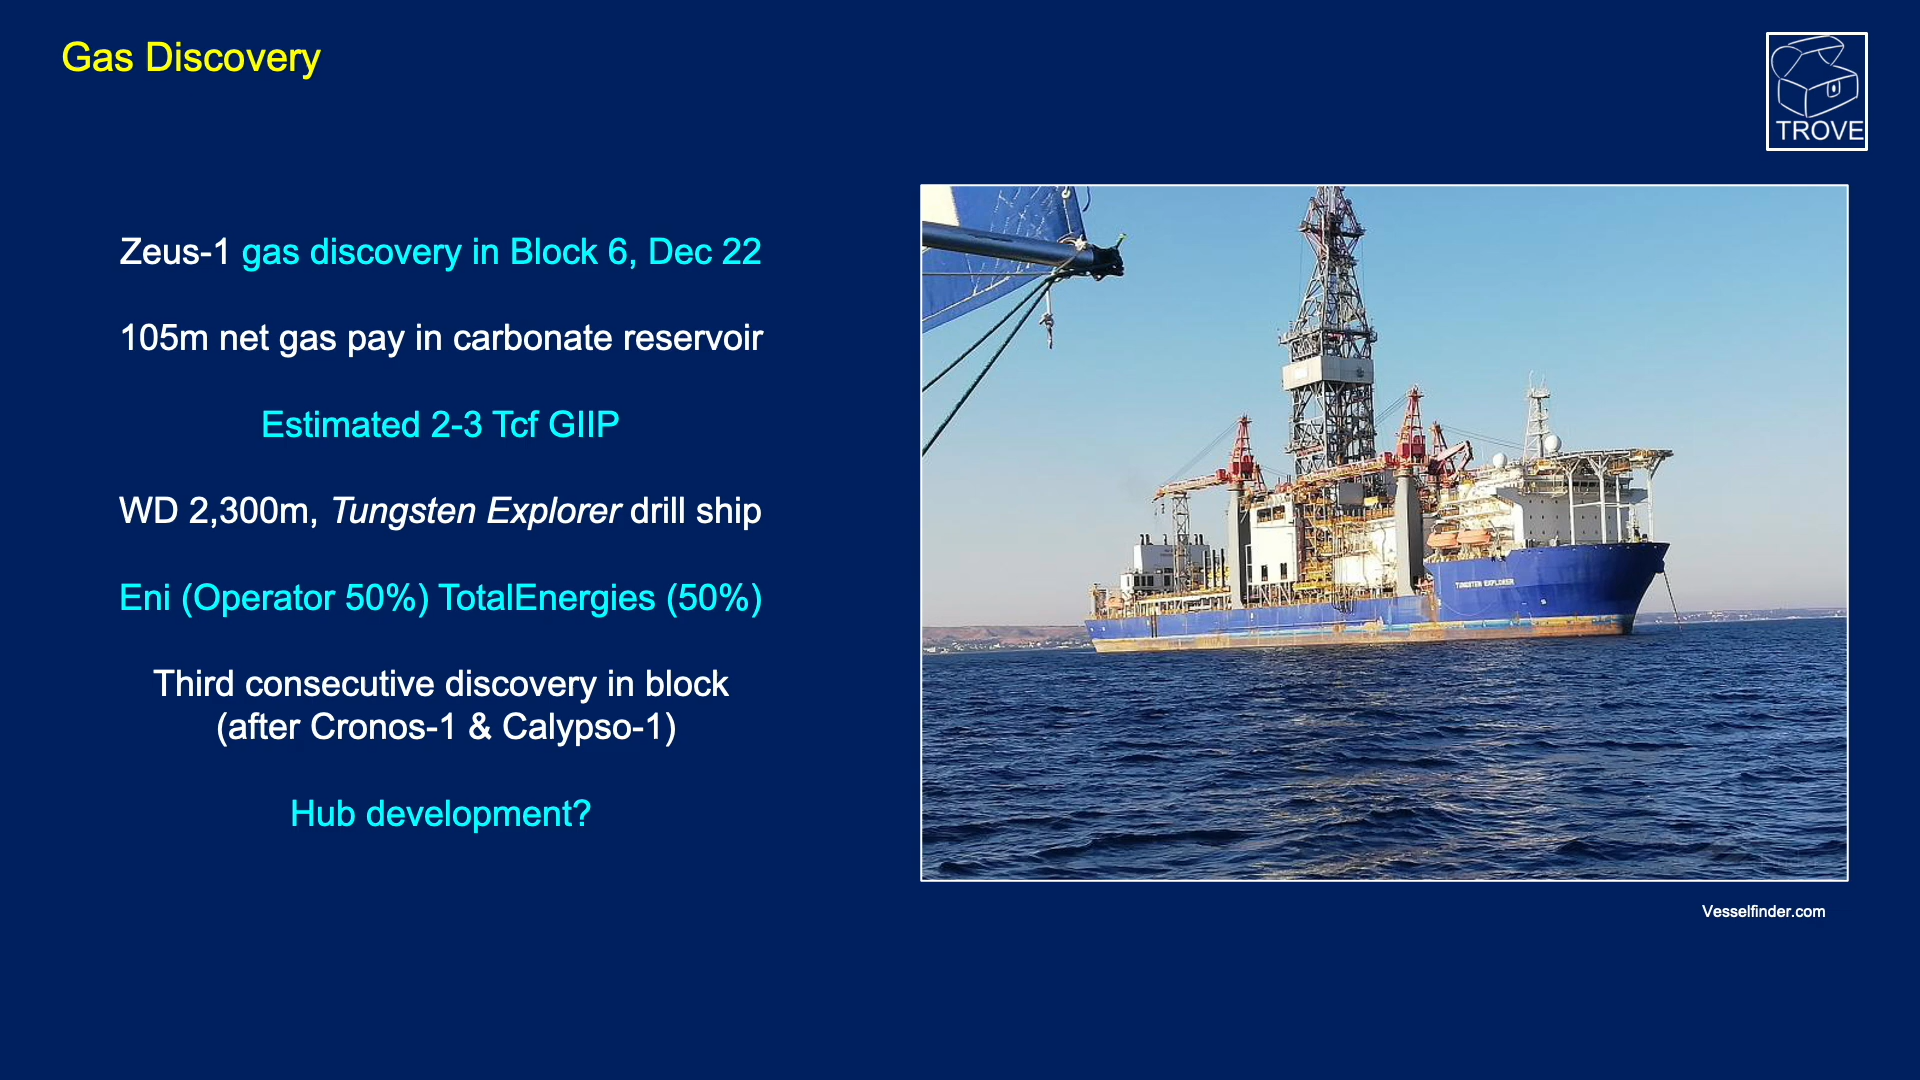 Gas Discovery
TROVE
Zeus-1 gas discovery in Block 6, Dec 22
105m net gas pay in carbonate reservoir
Estimated 2-3 Tcf GIIP
WD 2,300m, Tungsten Explorer drill ship
Eni (Operator 50%) TotalEnergies (50%)
Third consecutive discovery in block
(after Cronos-1 & Calypso-1)
Hub development?
TUNGSTEN EXPLORER
Vesselfinder.com